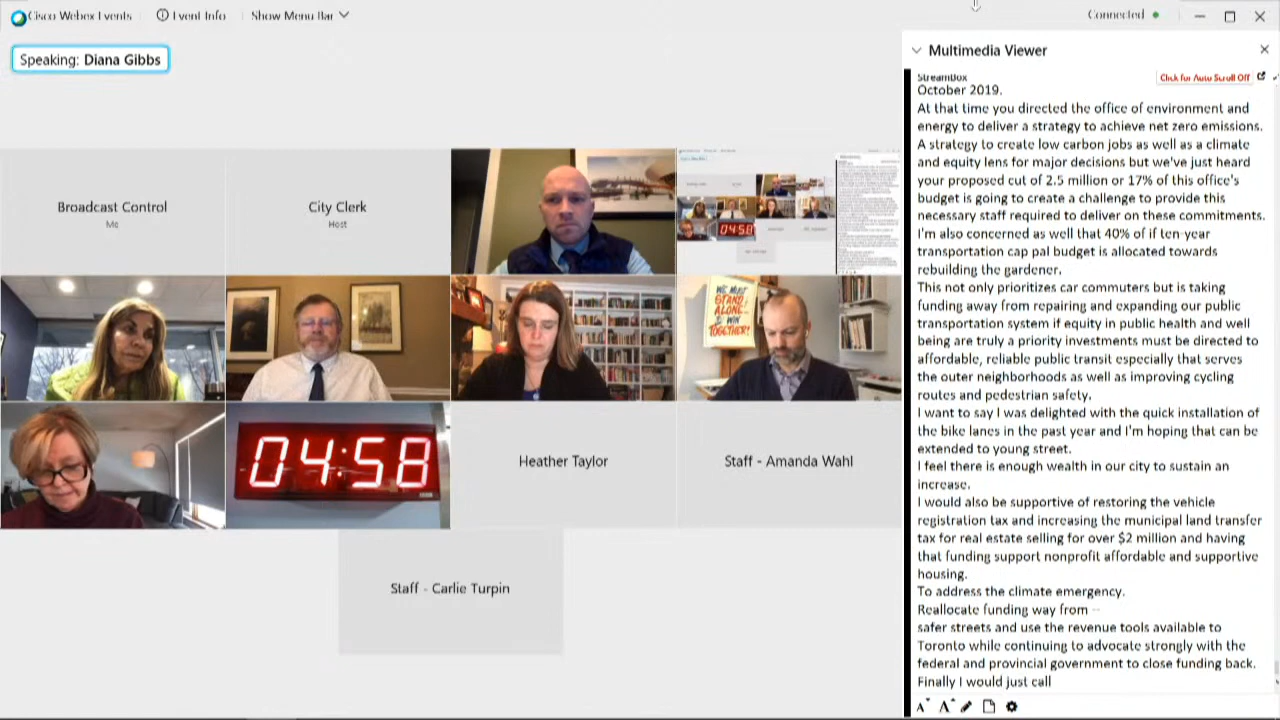 Cisco Webex Events
Event Info
Show Menu Bar
Connected
Speaking: Diana Gibbs
Multimedia Viewer
StreamBox
Click for Auto Scroll Off
October 2019.
At that time you directed the office of environment and
energy to deliver a strategy to achieve net zero emissions.
A strategy to create low carbon jobs as well as a climate
and equity lens for major decisions but we've just heard
your proposed cut of 2.5 million or 17% of this office's
budget is going to create a challenge to provide this
necessary staff required to deliver on these commitments.
I'm also concerned as well that 40% of if ten-year
transportation cap pal budget is allocated towards
rebuilding the gardener.
This not only prioritizes car commuters but is taking
funding away from repairing and expanding our public
transportation system if equity in public health and well
being are truly a priority investments must be directed to
affordable, reliable public transit especially that serves
the outer neighborhoods as well as improving cycling
routes and pedestrian safety.
I want to say I was delighted with the quick installation of
the bike lanes in the past year and I'm hoping that can be
extended to young street.
I feel there is enough wealth in our city to sustain an
increase.
I would also be supportive of restoring the vehicle
registration tax and increasing the municipal land transfer
tax for real estate selling for over $2 million and having
that funding support nonprofit affordable and supportive
housing.
To address the climate emergency.
Reallocate funding way from --
safer streets and use the revenue tools available to
Toronto while continuing to advocate strongly with the
federal and provincial government to close funding back.
Finally I would just call
Broadcast Control
Me
City Clerk
Host
04:58
WE MUST
STAND
ALONE
WIN
TOGETHER!
04:58
Heather Taylor
Staff - Amanda Wahl
Staff - Carlie Turpin